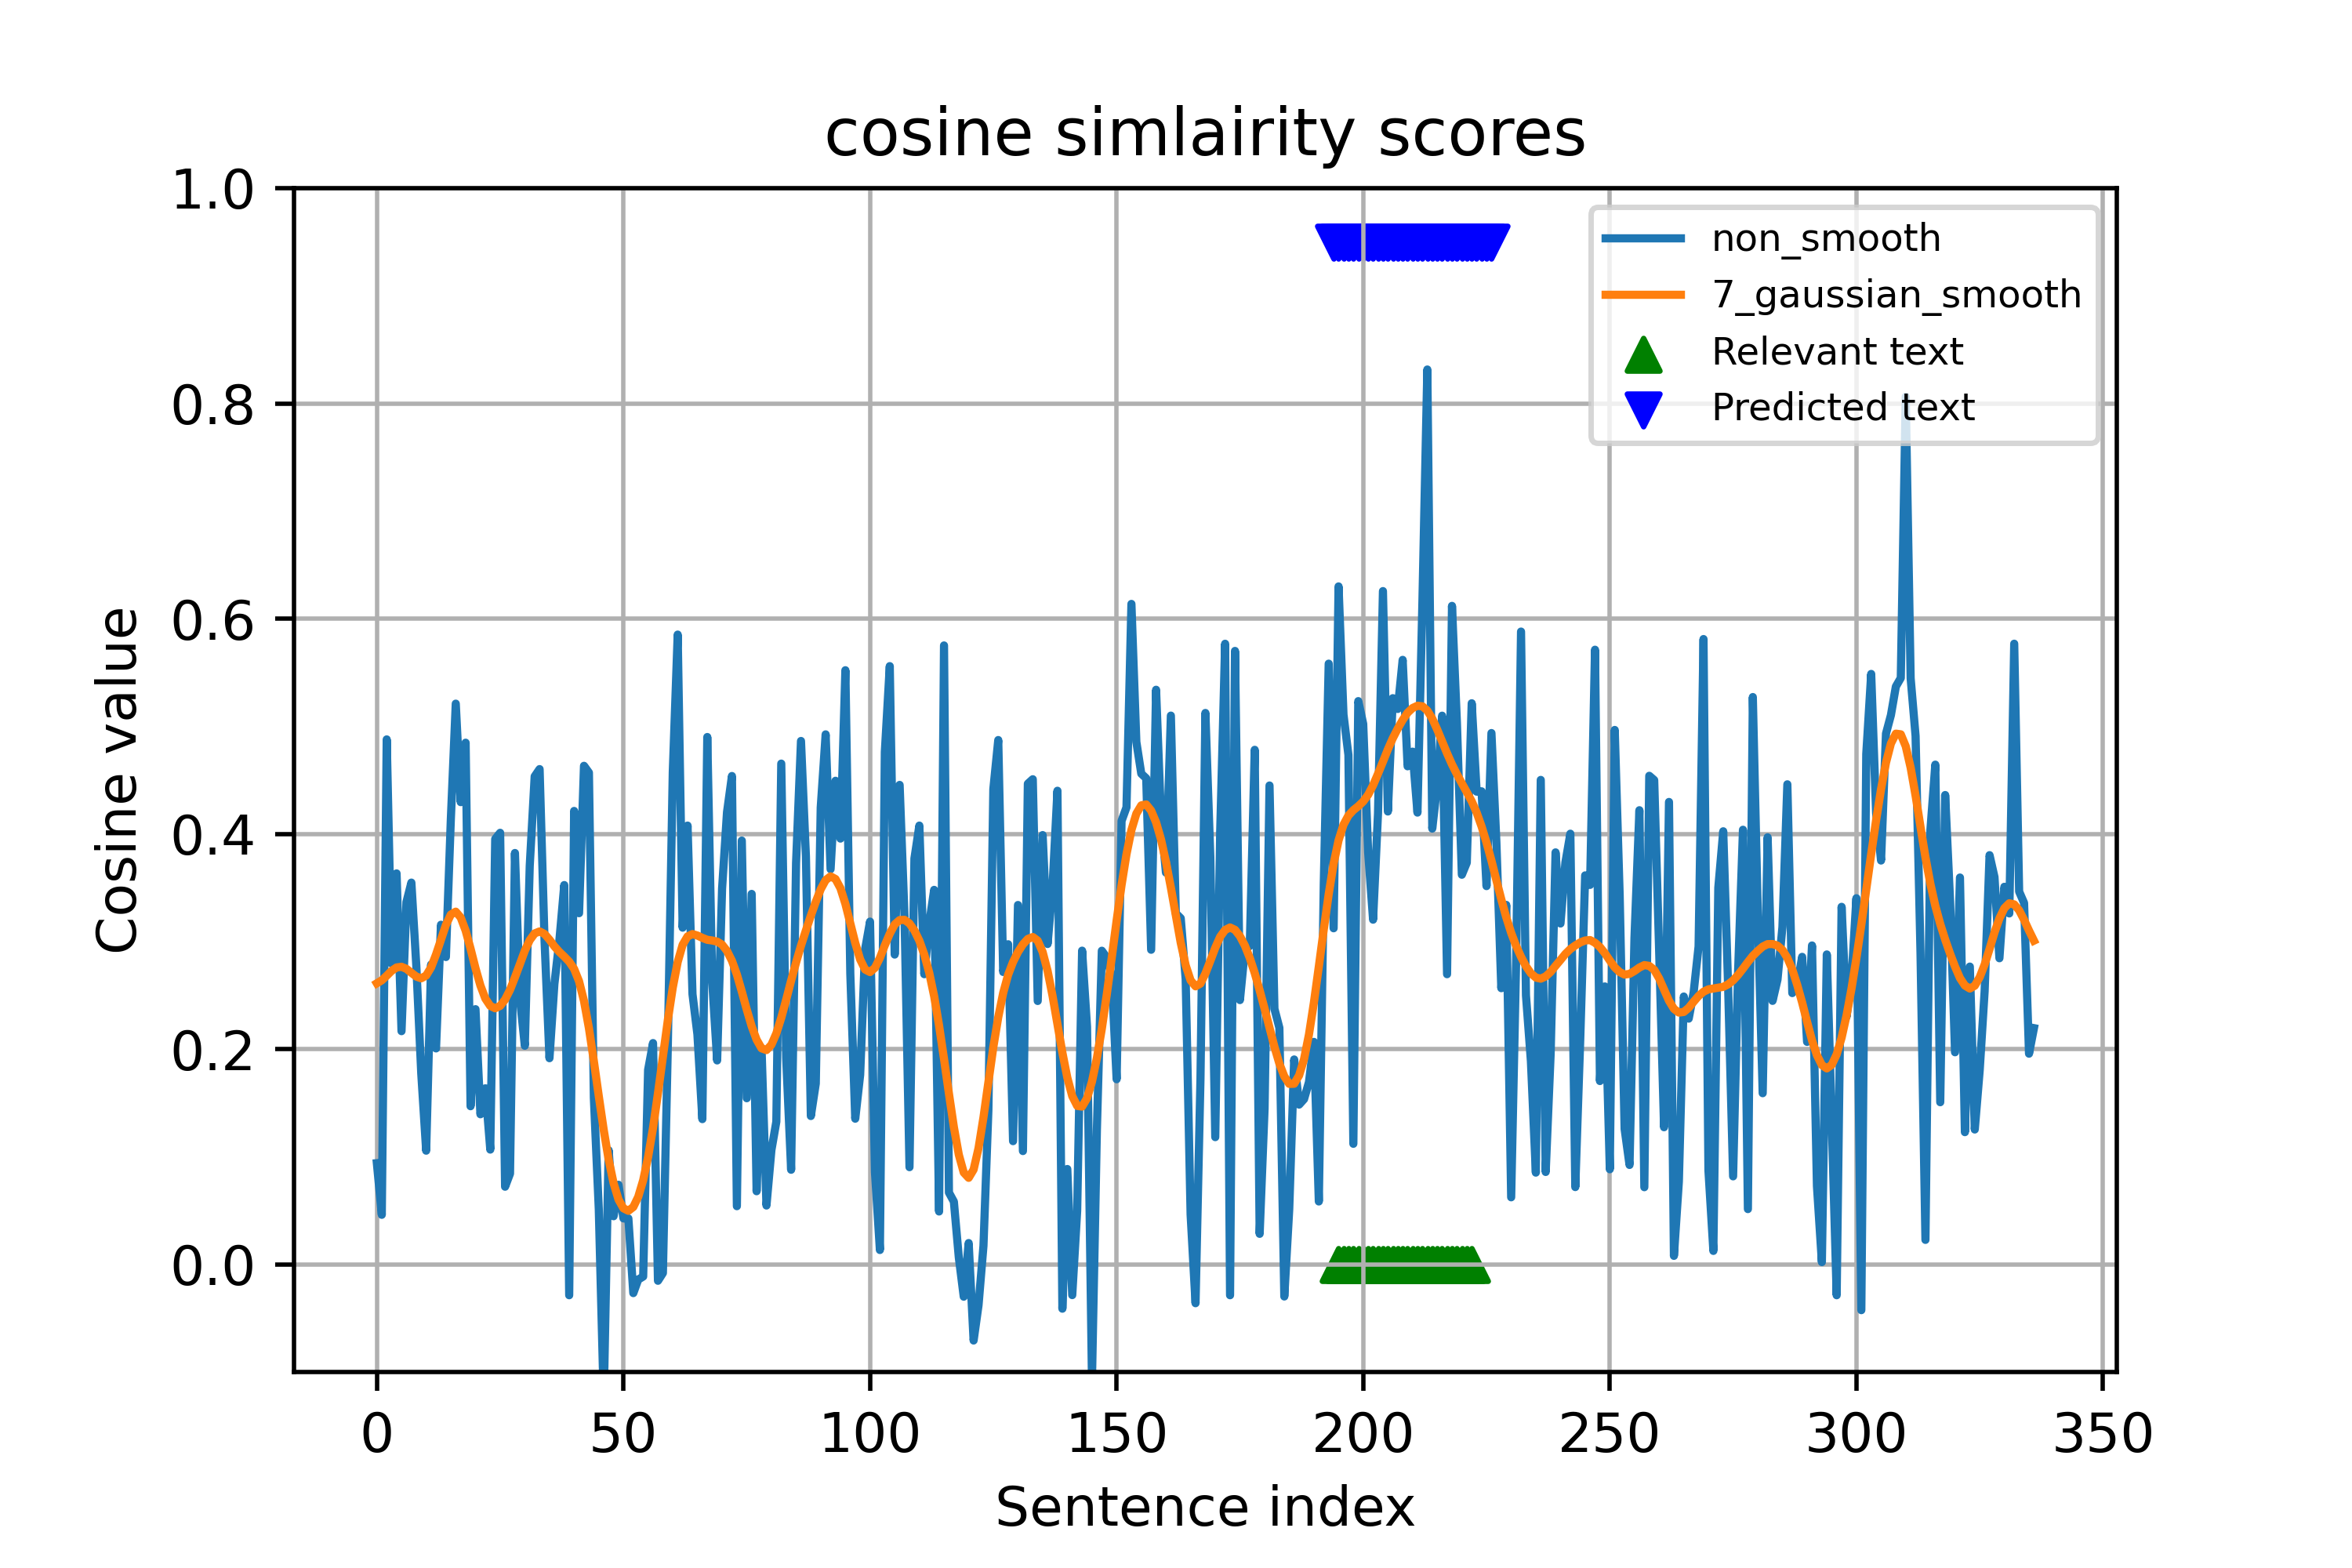 cosine simlairity scores
1.0
0.8
0.6
0.4
0.2
0.0
Cosine value
non_smooth
7_gaussian_smooth
Relevant text
Predicted text
0 50 100 150 200 250 300 350
Sentence index